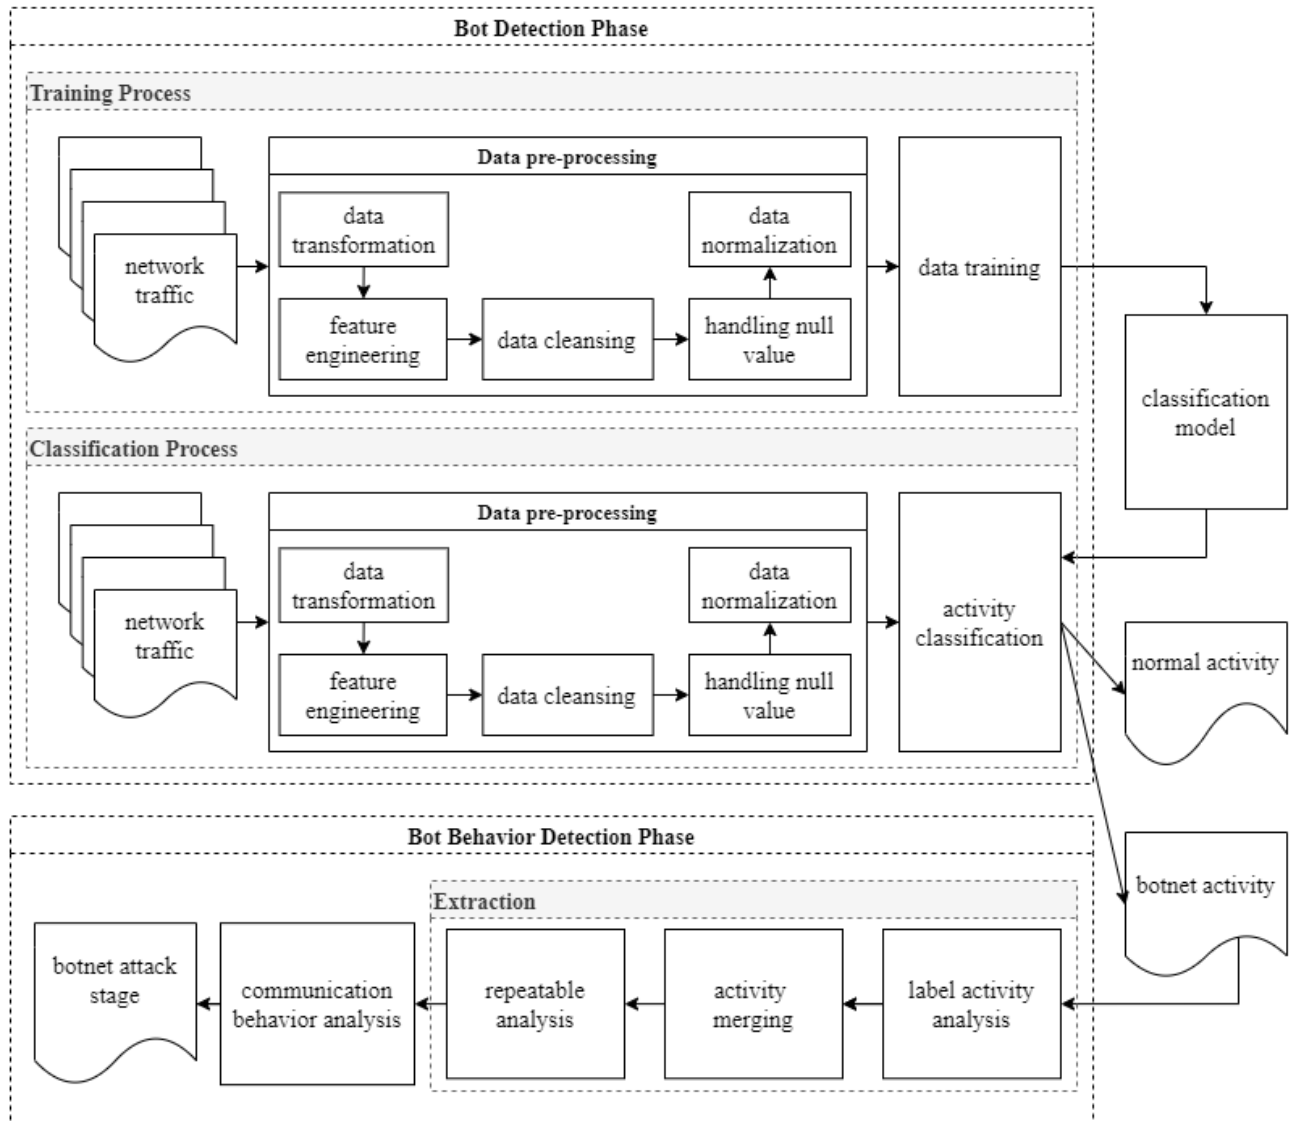 Bot Detection Phase
Training Process
network
traffic
Data pre-processing
data
transformation
feature
engineering
data cleansing
handling null
value
data
normalization
data training
classification
model
Classification Process
network
traffic
Data pre-processing
data
transformation
feature
engineering
data cleansing
handling null
value
data
normalization
activity
classification
normal activity
botnet activity
Bot Behavior Detection Phase
Extraction
label activity
analysis
activity
merging
repeatable
analysis
communication
behavior analysis
botnet attack
stage